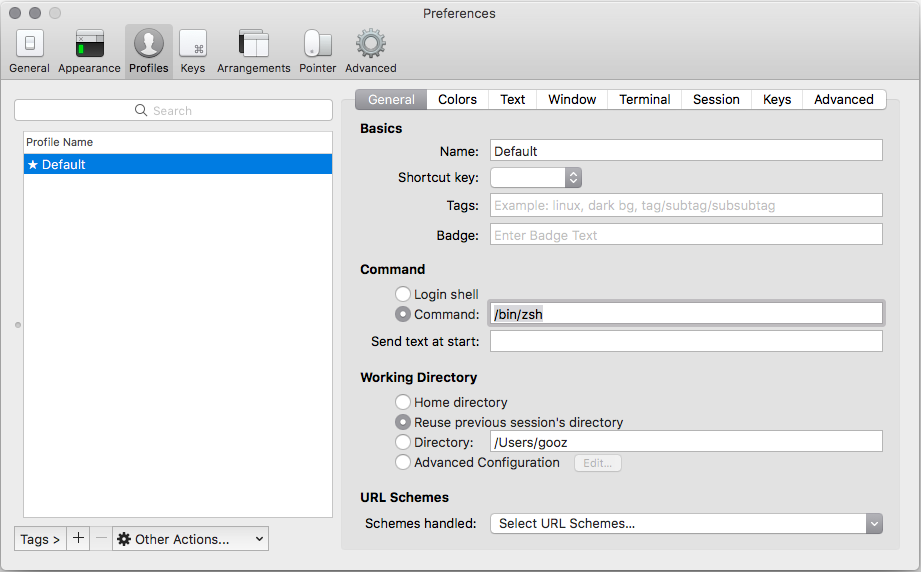 Preferences
General Appearance Profiles Keys Arrangements Pointer Advanced
Search
Profile Name
★ Default
Tags > + − Other Actions...
General Colors Text Window Terminal Session Keys Advanced
Basics
Name: Default
Shortcut key:
Tags: Example: linux, dark bg, tag/subtag/subsubtag
Badge: Enter Badge Text
Command
Login shell
Command: /bin/zsh
Send text at start:
Working Directory
Home directory
Reuse previous session's directory
Directory: /Users/gooz
Advanced Configuration Edit...
URL Schemes
Schemes handled: Select URL Schemes...